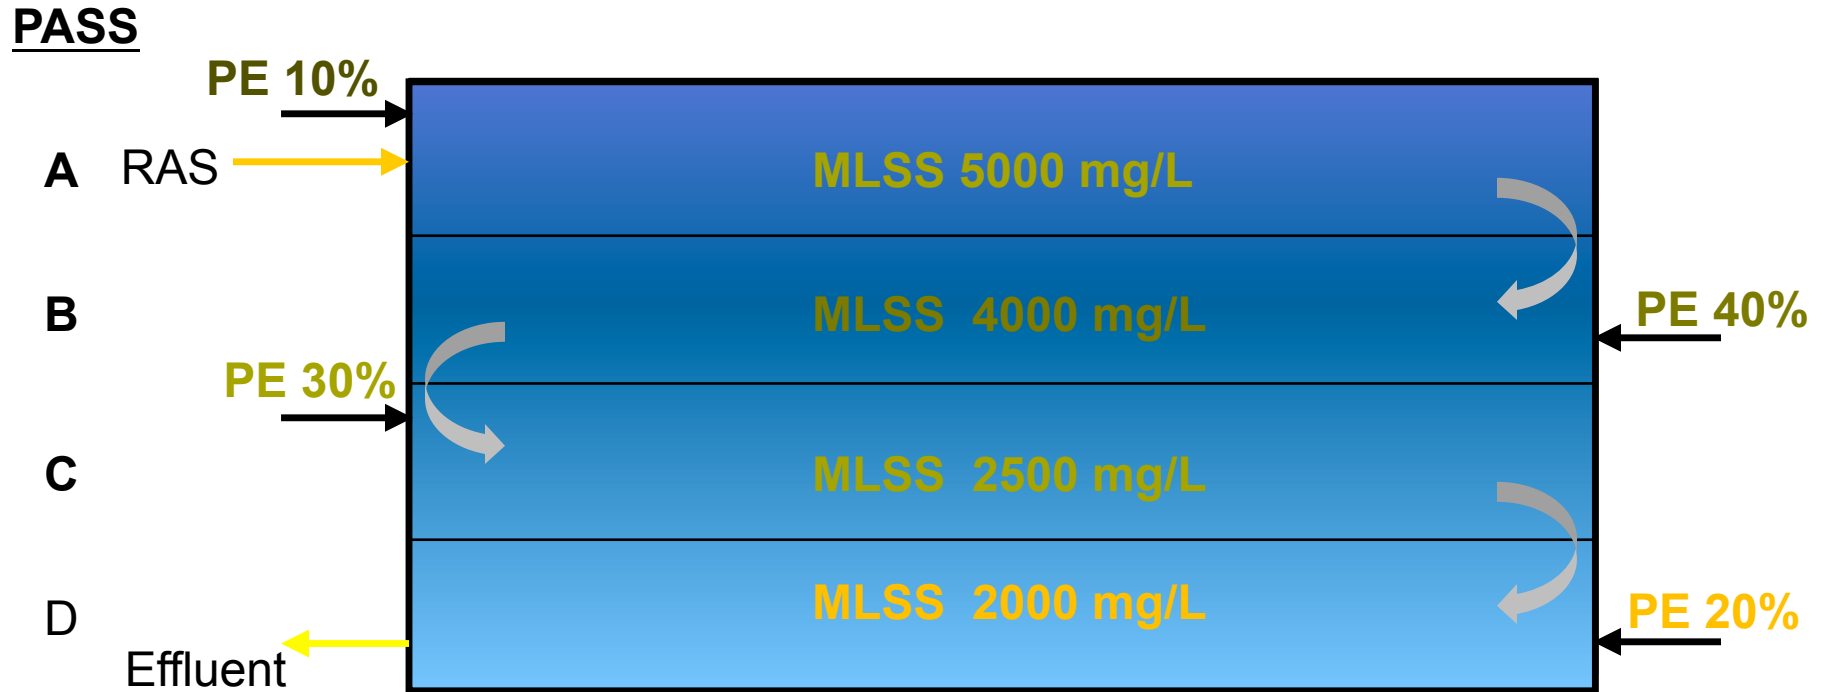 PASS
PE 10%
A RAS MLSS 5000 mg/L
B MLSS 4000 mg/L PE 40%
PE 30%
C MLSS 2500 mg/L
D MLSS 2000 mg/L PE 20%
Effluent